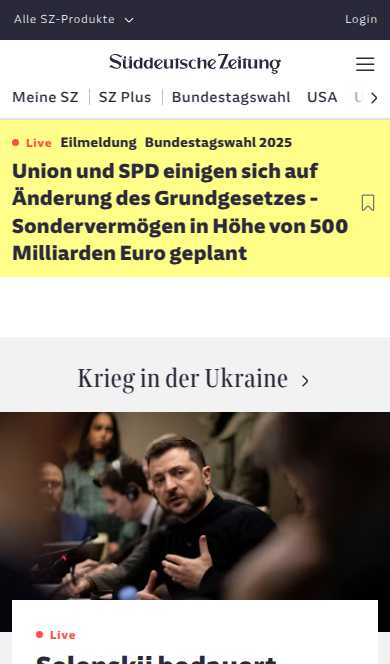 Alle SZ-Produkte
Login
Süddeutsche Zeitung
Meine SZ SZ Plus Bundestagswahl USA
Live Eilmeldung Bundestagswahl 2025
Union und SPD einigen sich auf
Änderung des Grundgesetzes -
Sondervermögen in Höhe von 500
Milliarden Euro geplant
Krieg in der Ukraine
Live
Selenskij bedauert